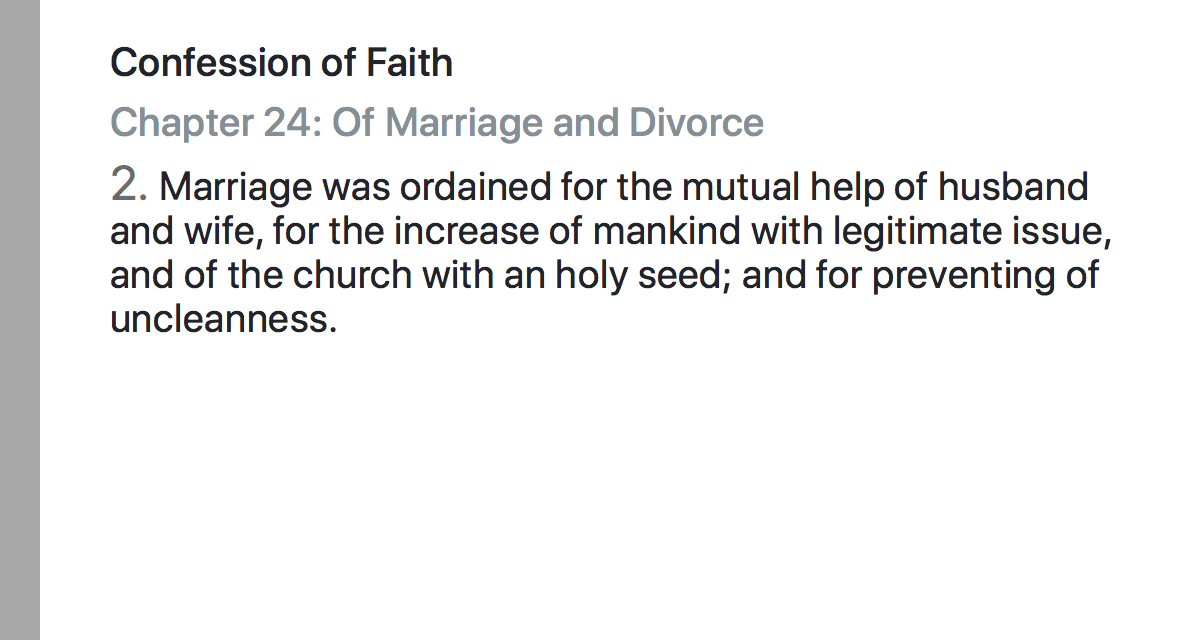 Confession of Faith
Chapter 24: Of Marriage and Divorce
2. Marriage was ordained for the mutual help of husband
and wife, for the increase of mankind with legitimate issue,
and of the church with an holy seed; and for preventing of
uncleanness.